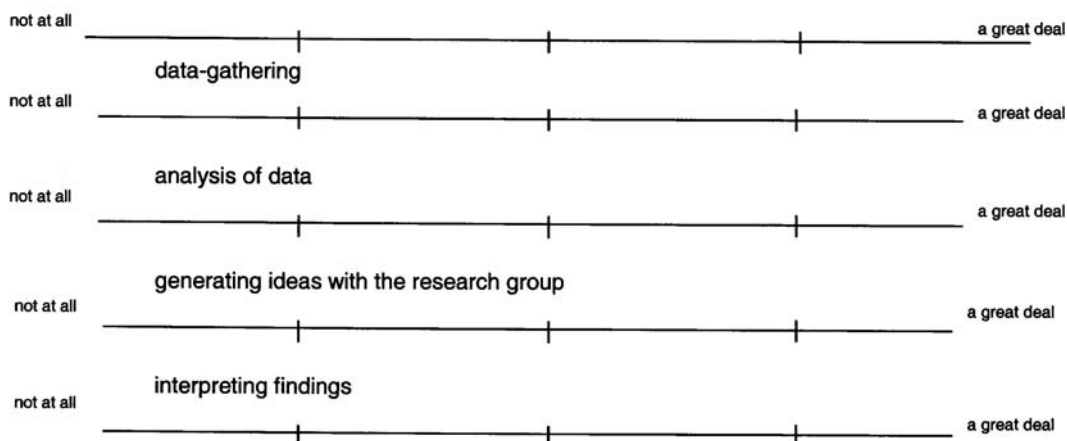 not at all
a great deal
data-gathering
not at all
a great deal
analysis of data
not at all
a great deal
generating ideas with the research group
not at all
a great deal
interpreting findings
not at all
a great deal